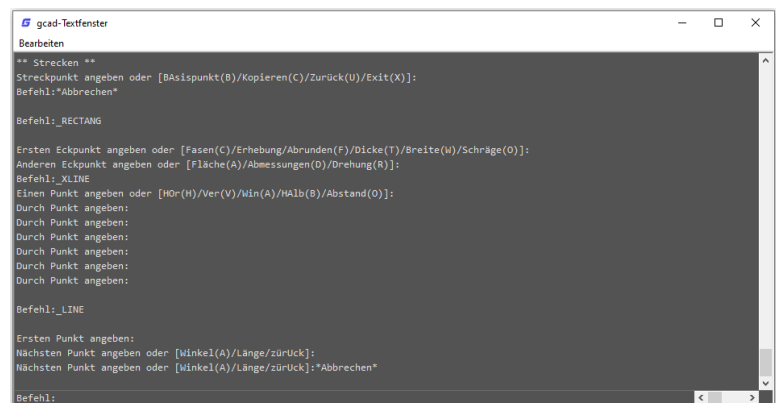 gcad-Textfenster
Bearbeiten
** Strecken **
Streckpunkt angeben oder [BAsispunkt(B)/Kopieren(C)/Zurück(U)/Exit(X)]:
Befehl:*Abbrechen*
Befehl:_RECTANG
Ersten Eckpunkt angeben oder [Fasen(C)/Erhebung/Abrunden(F)/Dicke(T)/Breite(W)/Schräge(O)]:
Anderen Eckpunkt angeben oder [Fläche(A)/Abmessungen(D)/Drehung(R)]:
Befehl:_XLINE
Einen Punkt angeben oder [HOr(H)/Ver(V)/Win(A)/HAlb(B)/Abstand(O)]:
Durch Punkt angeben:
Durch Punkt angeben:
Durch Punkt angeben:
Durch Punkt angeben:
Durch Punkt angeben:
Durch Punkt angeben:
Befehl:_LINE
Ersten Punkt angeben:
Nächsten Punkt angeben oder [Winkel(A)/Länge/zürUck]:
Nächsten Punkt angeben oder [Winkel(A)/Länge/zürUck]:*Abbrechen*
Befehl: